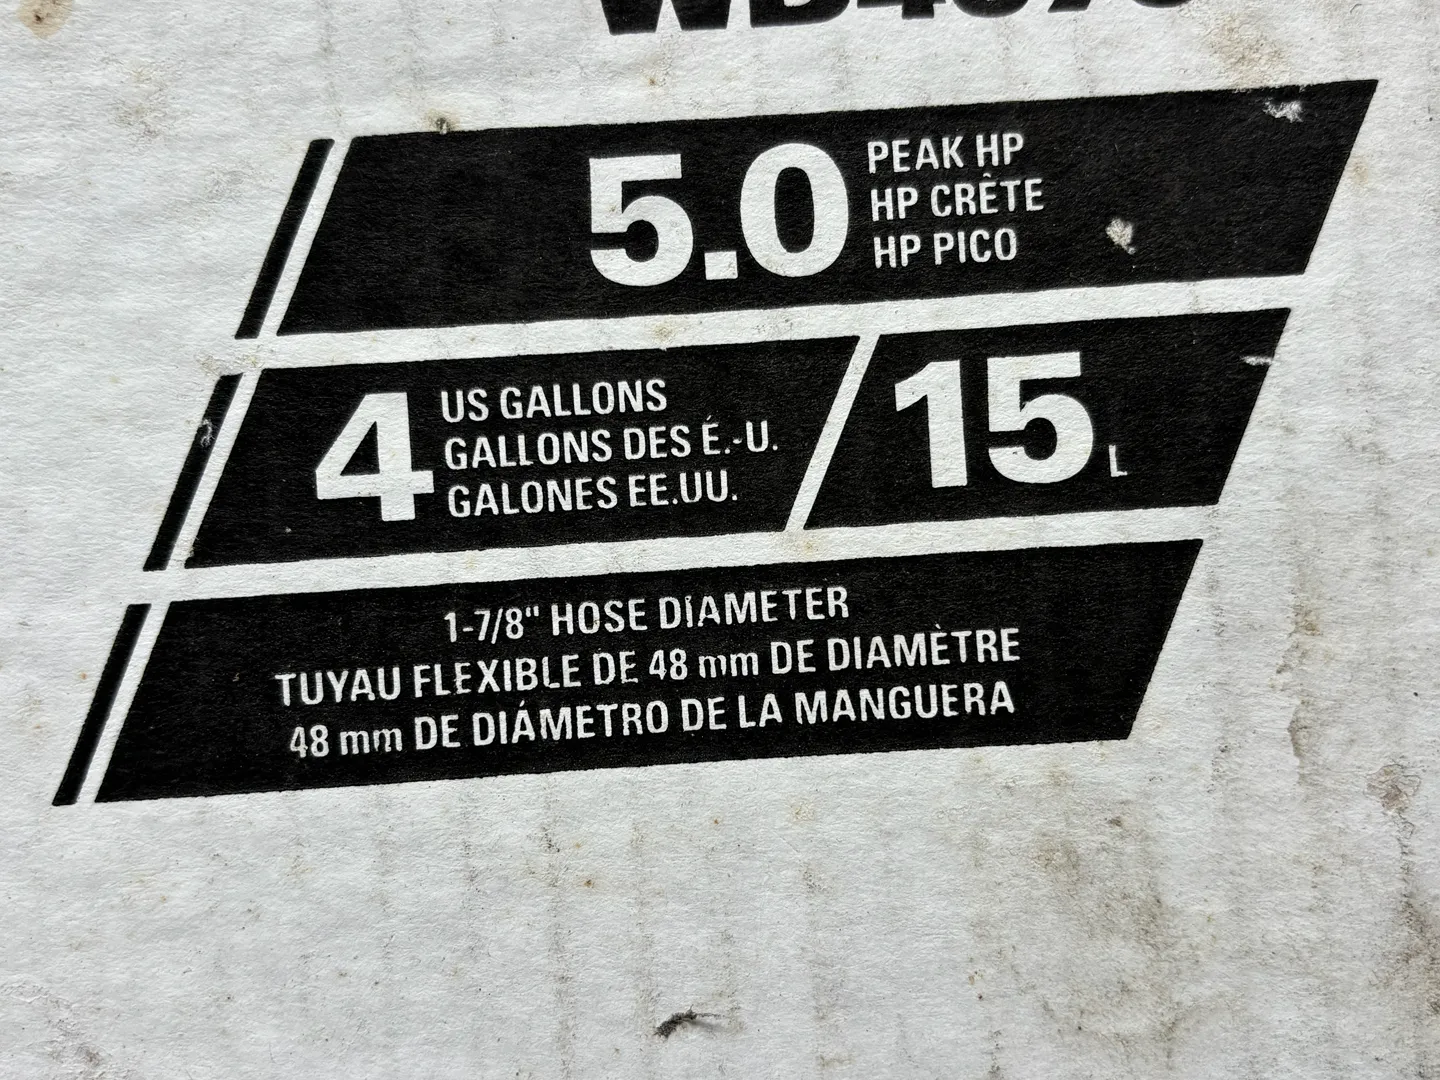 5.0 PEAK HP
HP CRÊTE
HP PICO
4 US GALLONS
GALLONS DES É.-U.
GALONES EE.UU.
15 L
1-7/8" HOSE DIAMETER
TUYAU FLEXIBLE DE 48 mm DE DIAMÈTRE
48 mm DE DIÁMETRO DE LA MANGUERA